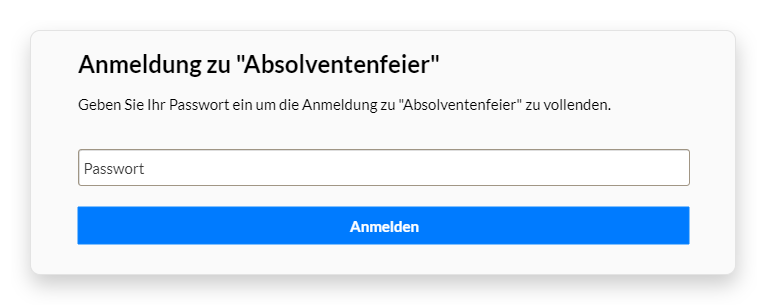 Anmeldung zu "Absolventenfeier"
Geben Sie Ihr Passwort ein um die Anmeldung zu "Absolventenfeier" zu vollenden.
Passwort
Anmelden